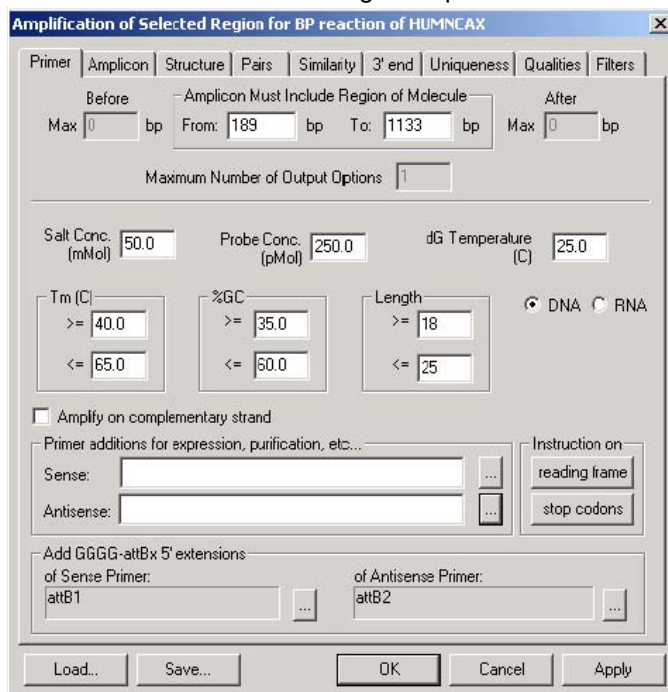 Amplification of Selected Region for BP reaction of HUMNCAX
Primer Amplicon Structure Pairs Similarity 3' end Uniqueness Qualities Filters
Before Amplicon Must Include Region of Molecule After
Max 0 bp From: 189 bp To: 1133 bp Max 0 bp
Maxmum Number of Output Options 1
Salt Conc. (mMol) 50.0 Probe Conc. (pMol) 250.0 dG Temperature (C) 25.0
Tm (C) %GC Length DNA RNA
>= 40.0 >= 35.0 >= 18
<= 65.0 <= 60.0 <= 25
Amplify on complementary strand
Primer additions for expression, purification, etc... Instruction on
Sense: ... reading frame
Antisense: ... stop codons
Add GGGG-attBx 5' extensions
of Sense Primer: of Antisense Primer:
attB1 ... attB2 ...
Load... Save... OK Cancel Apply